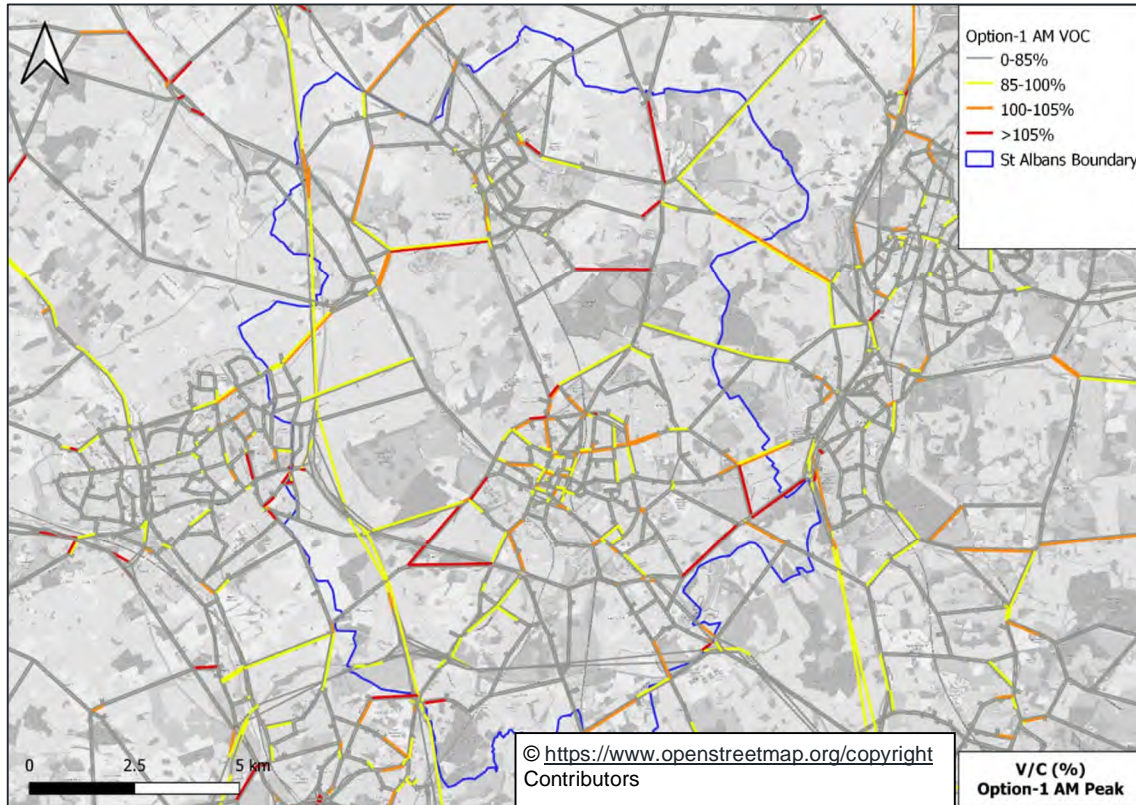 Option-1 AM VOC
0-85%
85-100%
100-105%
>105%
St Albans Boundary
0 2.5 5 km
© https://www.openstreetmap.org/copyright
Contributors
V/C (%)
Option-1 AM Peak